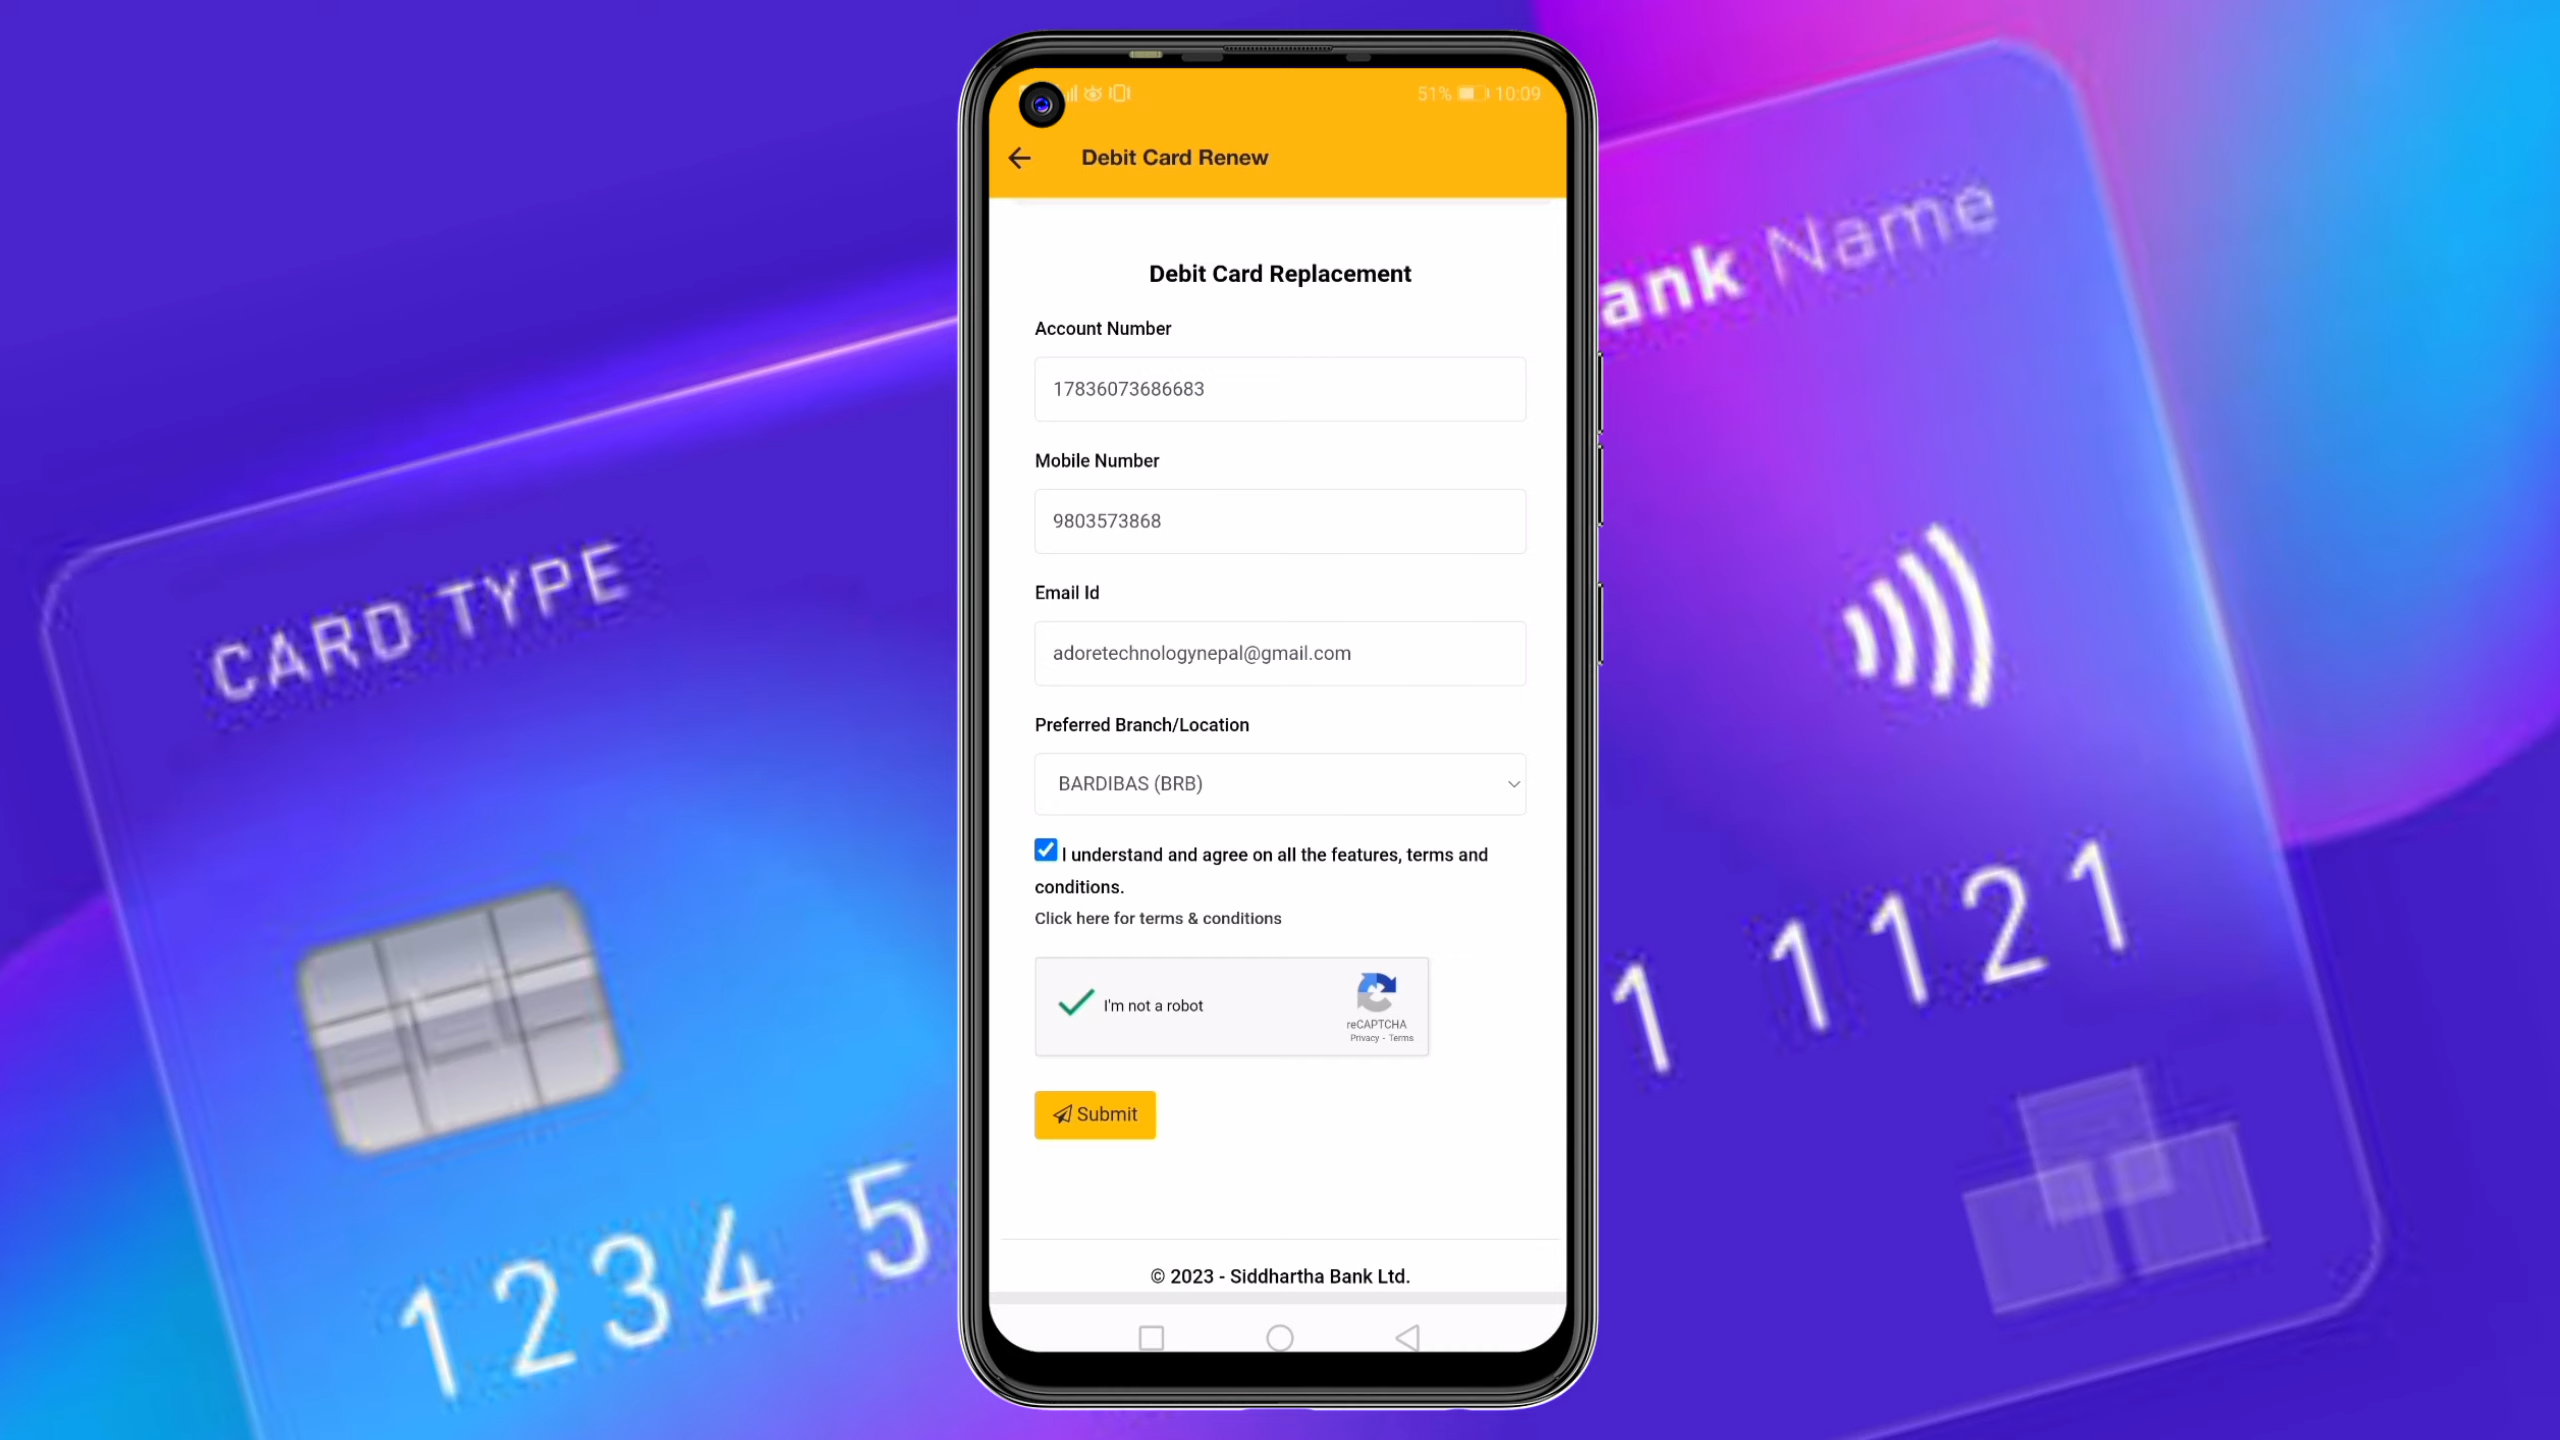 51% 10:09
Debit Card Renew
Debit Card Replacement
Account Number
17836073686683
Mobile Number
9803573868
Email Id
adoretechnologynepal@gmail.com
Preferred Branch/Location
BARDIBAS (BRB)
I understand and agree on all the features, terms and
conditions.
Click here for terms & conditions
I'm not a robot
reCAPTCHA
Privacy - Terms
Submit
© 2023 - Siddhartha Bank Ltd.
CARD TYPE
1234 5
ank Name
1 1121